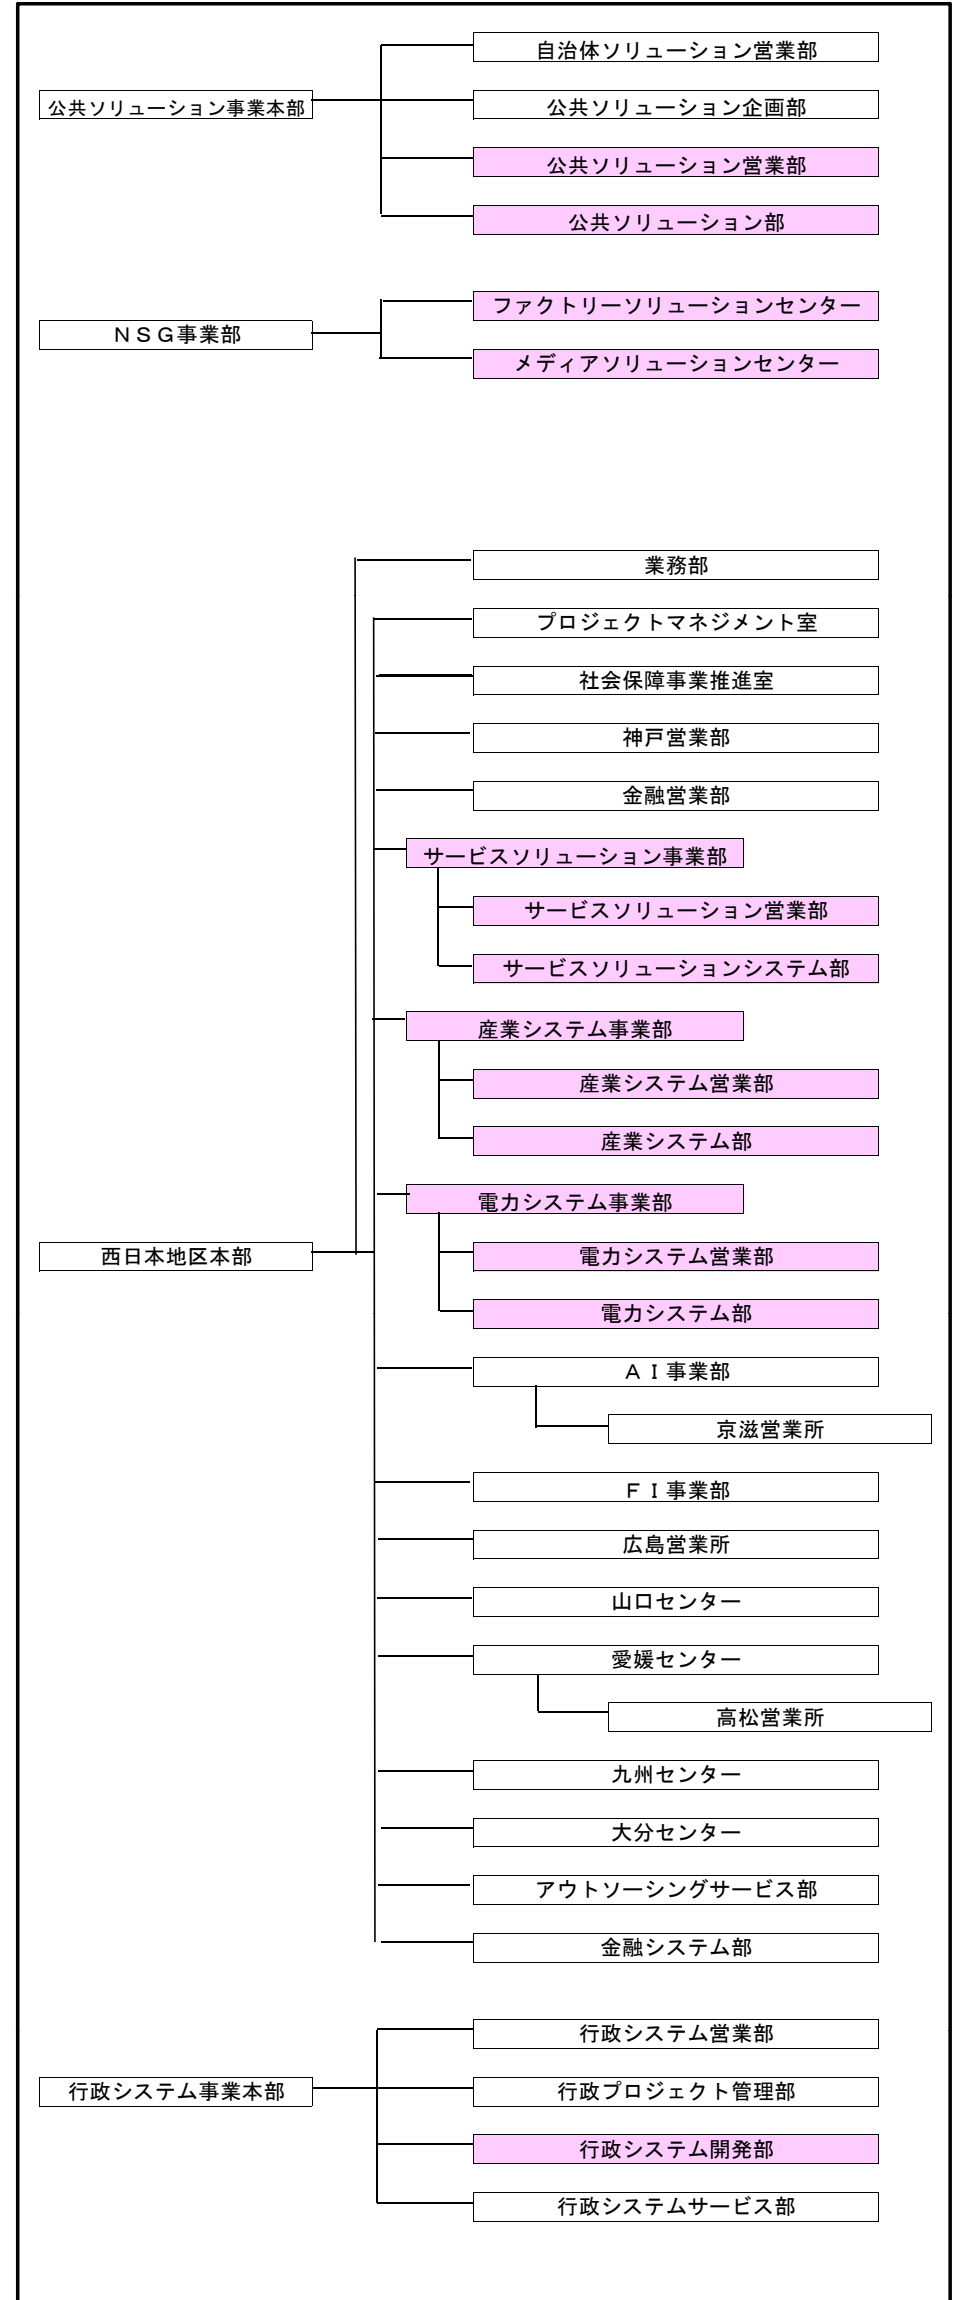 自治体ソリューション営業部
公共ソリューション事業本部
公共ソリューション企画部
公共ソリューション営業部
公共ソリューション部
ファクトリーソリューションセンター
ＮＳＧ事業部
メディアソリューションセンター
業務部
プロジェクトマネジメント室
社会保障事業推進室
神戸営業部
金融営業部
サービスソリューション事業部
サービスソリューション営業部
サービスソリューションシステム部
産業システム事業部
産業システム営業部
産業システム部
電力システム事業部
西日本地区本部
電力システム営業部
電力システム部
ＡＩ事業部
京滋営業所
ＦＩ事業部
広島営業所
山口センター
愛媛センター
高松営業所
九州センター
大分センター
アウトソーシングサービス部
金融システム部
行政システム営業部
行政システム事業本部
行政プロジェクト管理部
行政システム開発部
行政システムサービス部